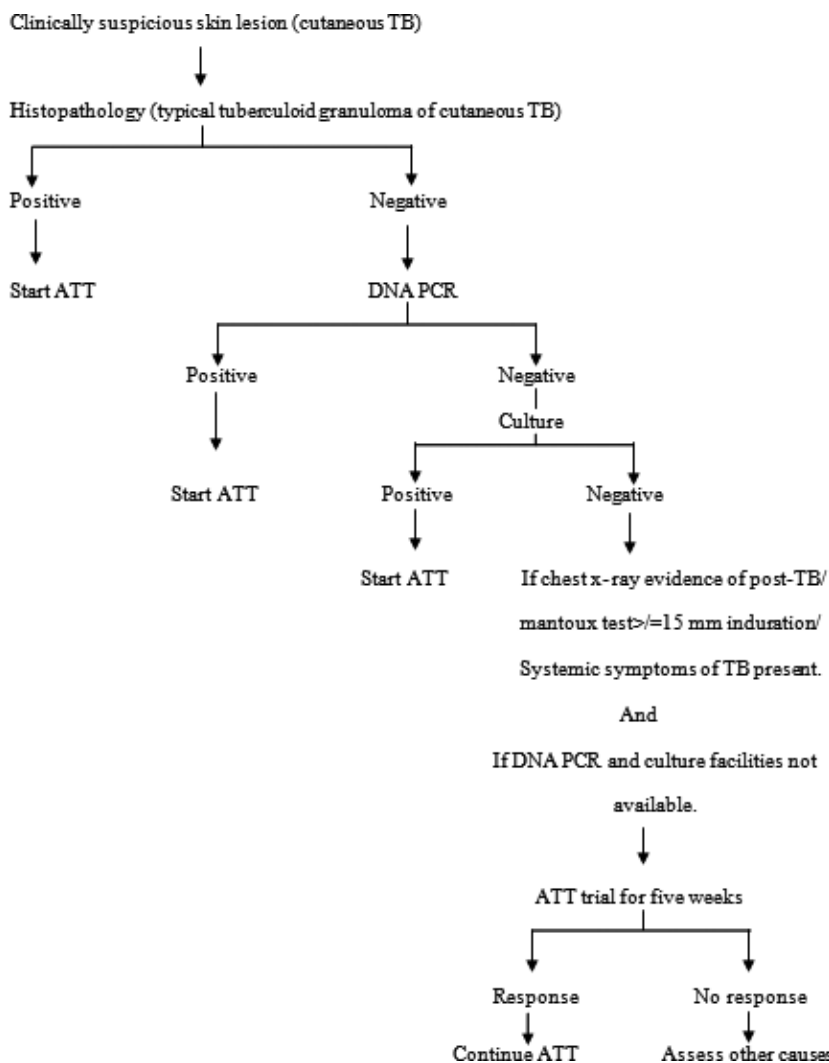 Clinically suspicious skin lesion (cutaneous TB)
Histopathology (typical tuberculoid granuloma of cutaneous TB)
Positive
Negative
Start ATT
DNA PCR
Positive
Negative
Culture
Start ATT
Positive
Negative
Start ATT
If chest x-ray evidence of post-TB/
mantoux test>/=15 mm induration/
Systemic symptoms of TB present.
And
If DNA PCR and culture facilities not
available.
ATT trial for five weeks
Response
No response
Continue ATT
Assess other causes